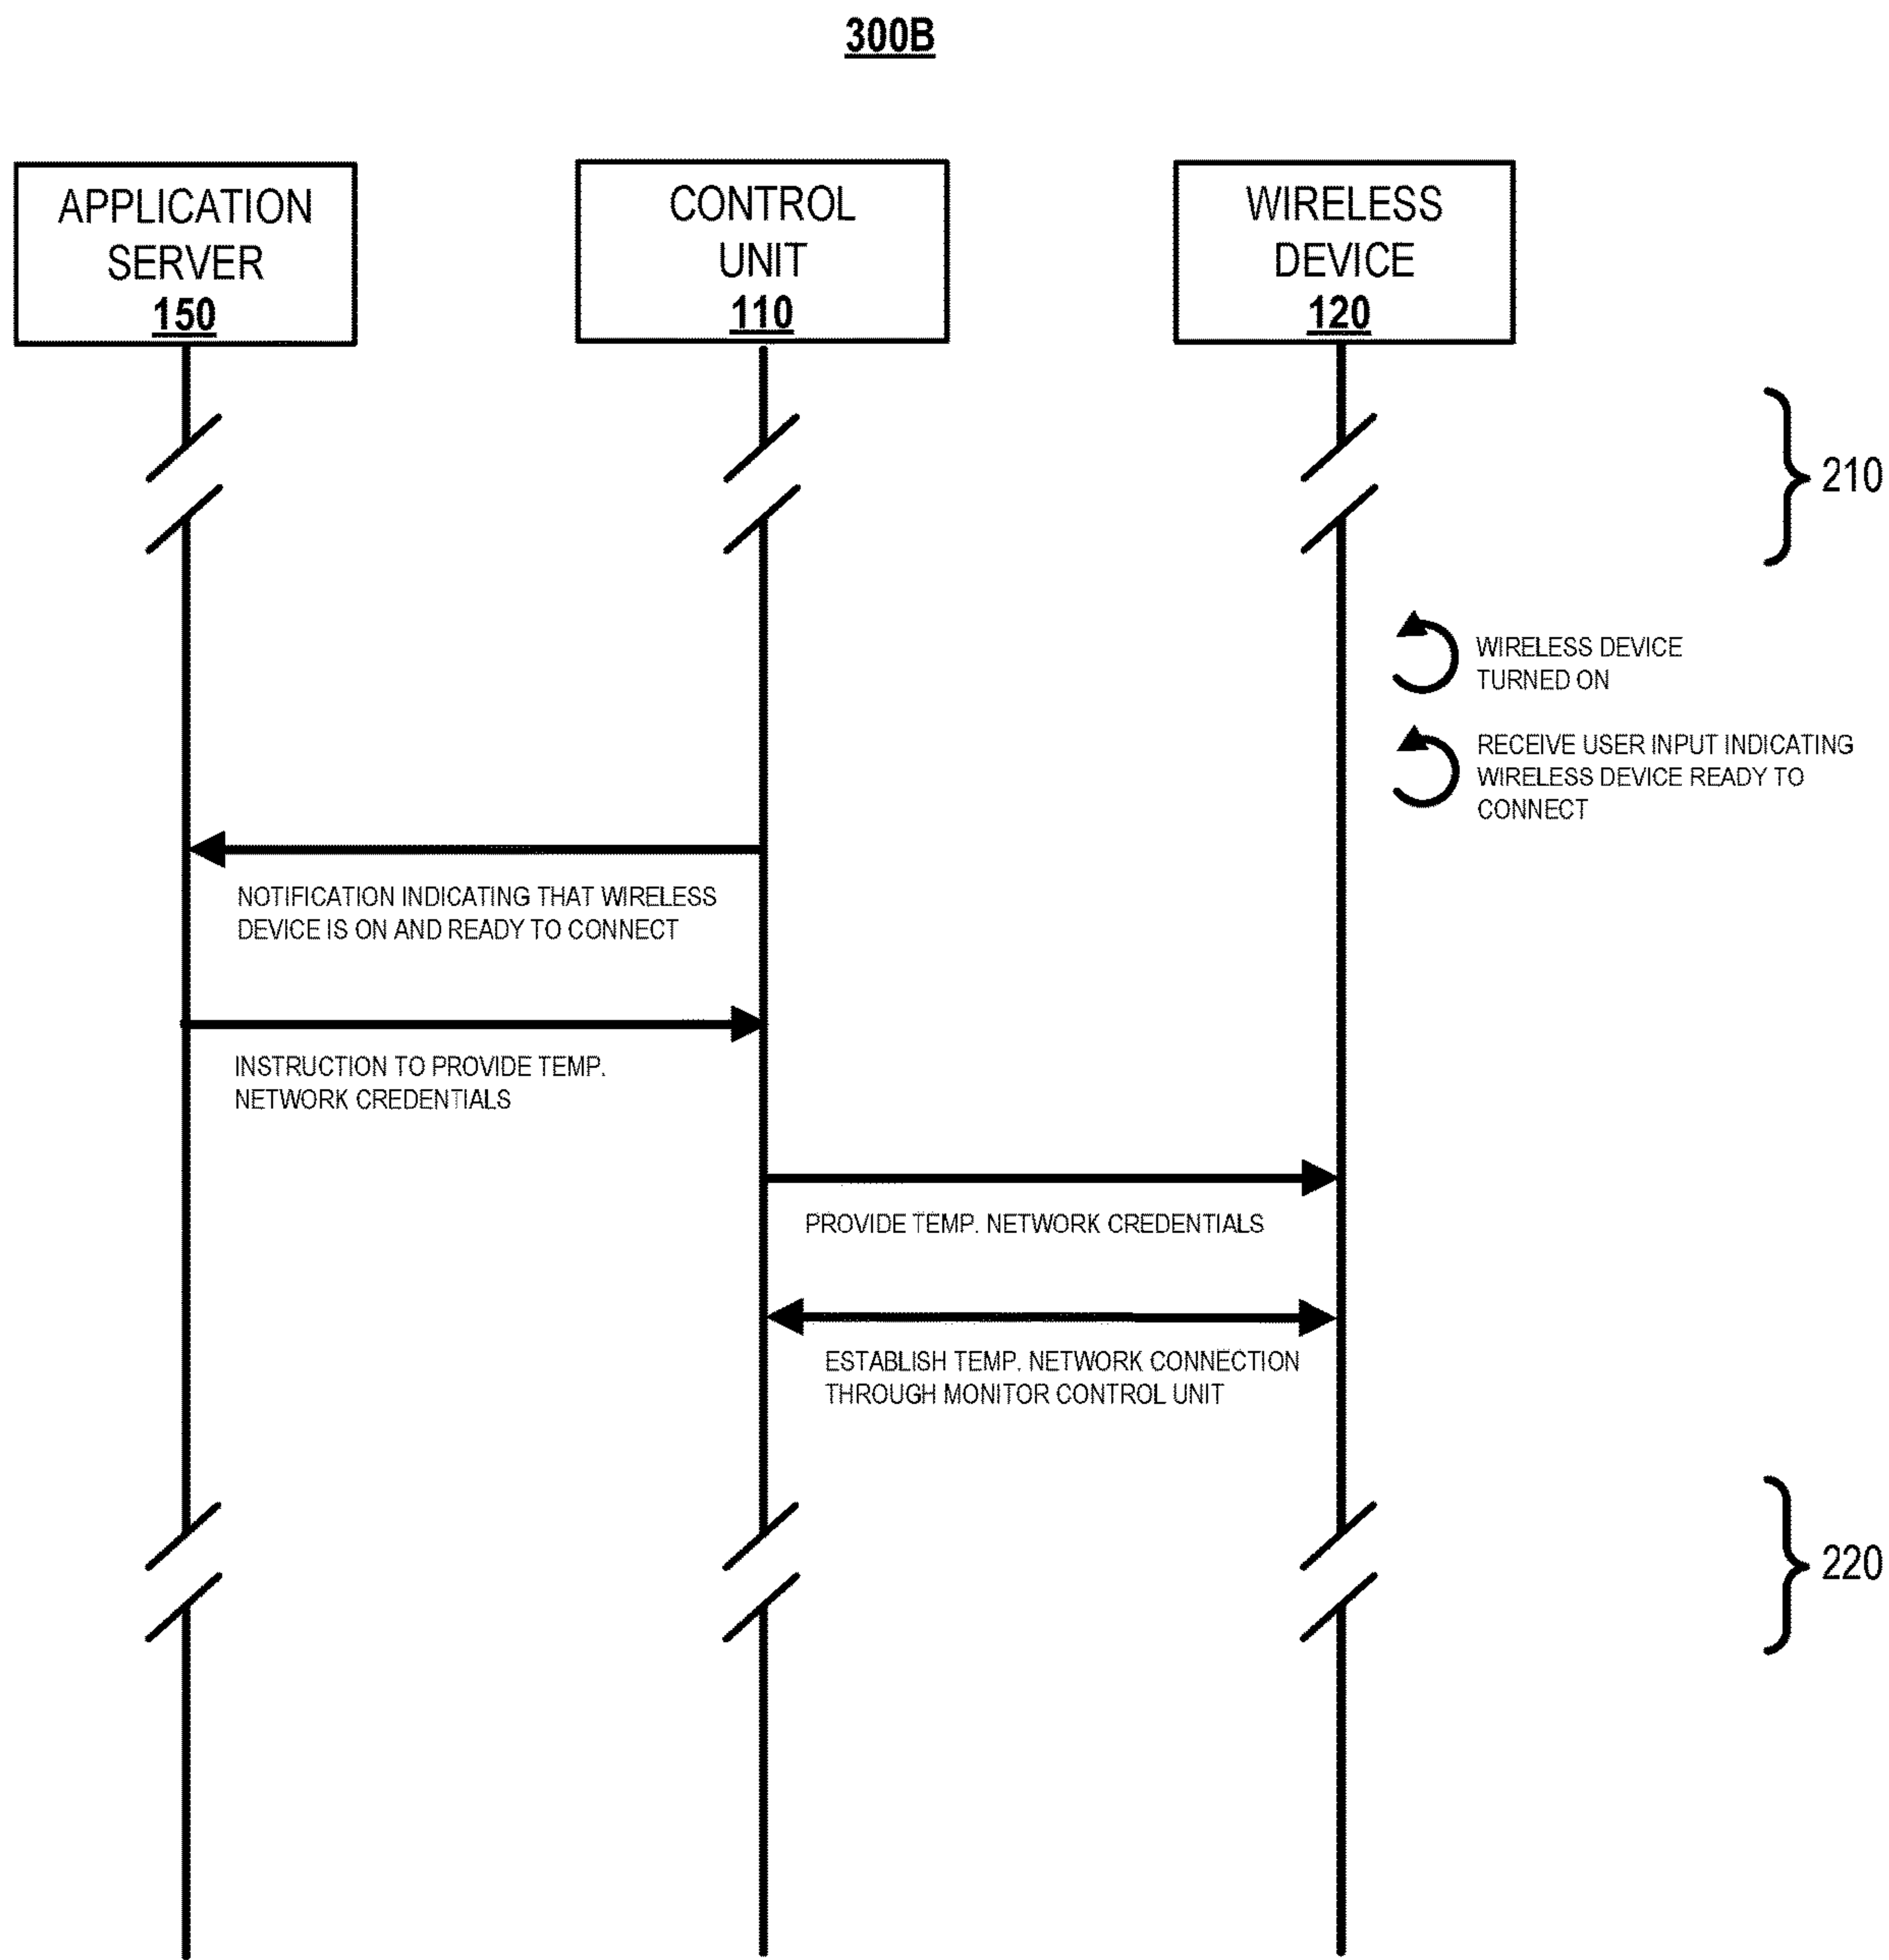 300B
APPLICATION
SERVER
150
CONTROL
UNIT
110
WIRELESS
DEVICE
120
210
WIRELESS DEVICE
TURNED ON
RECEIVE USER INPUT INDICATING
WIRELESS DEVICE READY TO
CONNECT
NOTIFICATION INDICATING THAT WIRELESS
DEVICE IS ON AND READY TO CONNECT
INSTRUCTION TO PROVIDE TEMP.
NETWORK CREDENTIALS
PROVIDE TEMP. NETWORK CREDENTIALS
ESTABLISH TEMP. NETWORK CONNECTION
THROUGH MONITOR CONTROL UNIT
220